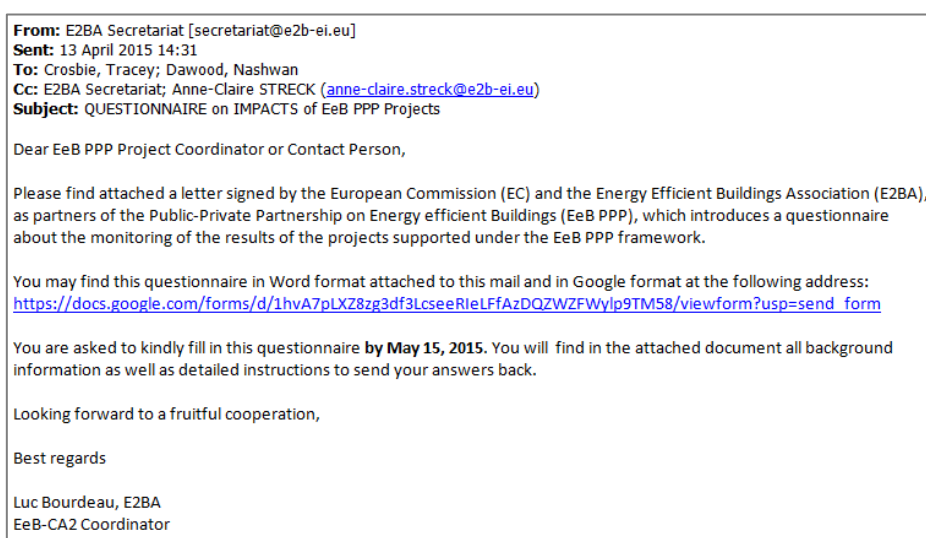 From: E2BA Secretariat [secretariat@e2b-ei.eu]
Sent: 13 April 2015 14:31
To: Crosbie, Tracey; Dawood, Nashwan
Cc: E2BA Secretariat; Anne-Claire STRECK (anne-claire.streck@e2b-ei.eu)
Subject: QUESTIONNAIRE on IMPACTS of EeB PPP Projects
Dear EeB PPP Project Coordinator or Contact Person,
Please find attached a letter signed by the European Commission (EC) and the Energy Efficient Buildings Association (E2BA),
as partners of the Public-Private Partnership on Energy efficient Buildings (EeB PPP), which introduces a questionnaire
about the monitoring of the results of the projects supported under the EeB PPP framework.
You may find this questionnaire in Word format attached to this mail and in Google format at the following address:
https://docs.google.com/forms/d/1hvA7pLXZ8zg3df3LcseeRIeLFfAzDQZWZFWylp9TM58/viewform?usp=send_form
You are asked to kindly fill in this questionnaire by May 15, 2015. You will find in the attached document all background
information as well as detailed instructions to send your answers back.
Looking forward to a fruitful cooperation,
Best regards
Luc Bourdeau, E2BA
EeB-CA2 Coordinator